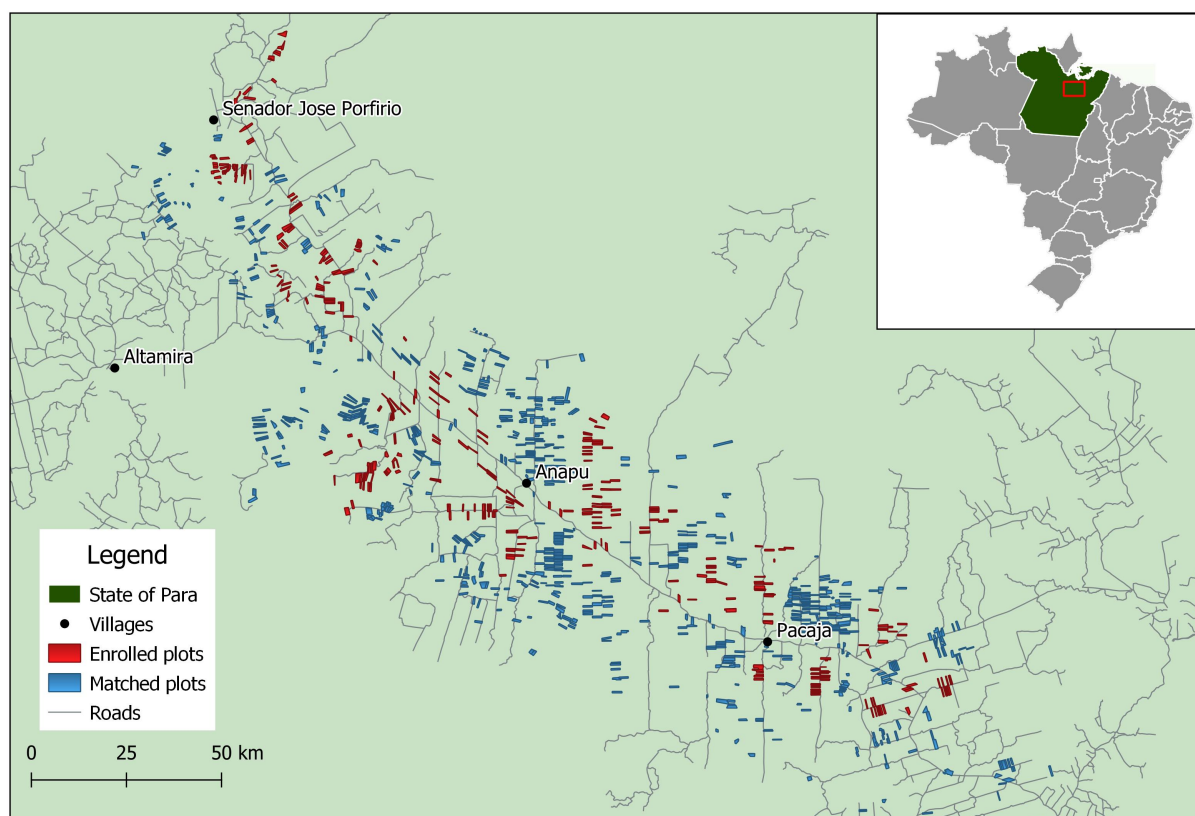 Senador Jose Porfirio
Altamira
Anapu
Pacaja
Legend
State of Para
Villages
Enrolled plots
Matched plots
Roads
0 25 50 km